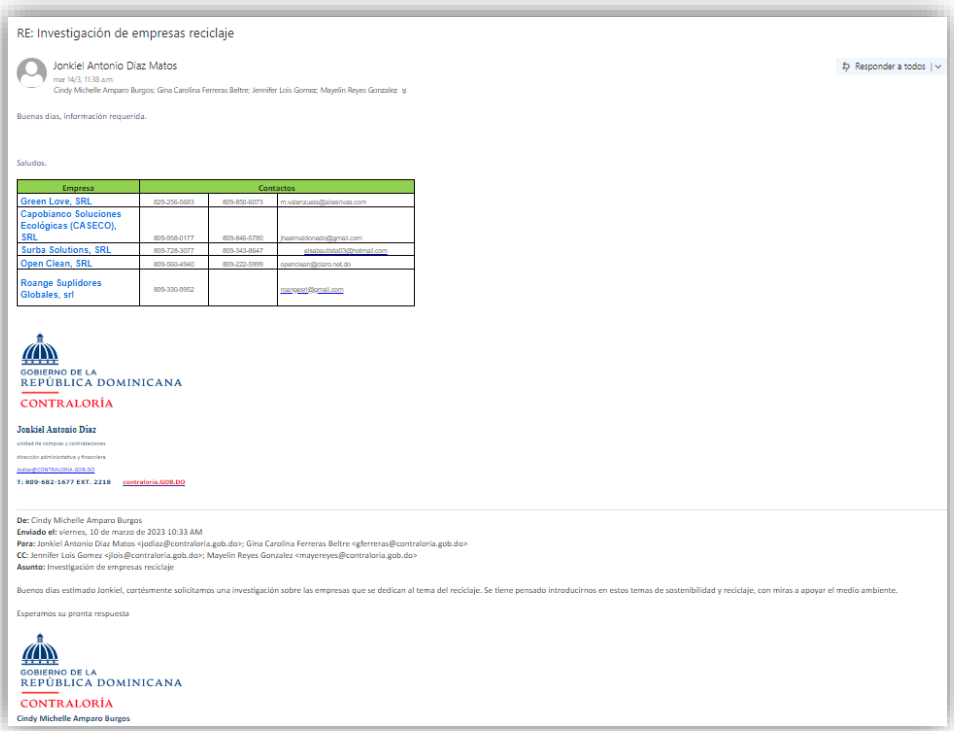 RE: Investigación de empresas reciclaje
Jonkiel Antonio Diaz Matos
mar 14/3, 11:38 a.m.
Cindy Michelle Amparo Burgos; Gina Carolina Ferreras Beltre; Jennifer Lois Gomez; Mayelin Reyes Gonzalez
Responder a todos
Buenas días, información requerida.
Saludos.
Empresa Contactos
Green Love, SRL 829-256-5683 809-850-6073
Capobianco Soluciones
Ecológicas (CASECO),
SRL 809-958-0177 809-846-5780 jhaelmaldonado@gmail.com
Surba Solutions, SRL 809-728-3077 809-343-8647 elsabautista03@hotmail.com
Open Clean, SRL 809-560-4940 809-222-5999 openclean@claro.net.do
Roange Suplidores
Globales, srl 809-330-9952 roangesrl@gmail.com
GOBIERNO DE LA
REPÚBLICA DOMINICANA
CONTRALORÍA
Jonkiel Antonio Díaz
unidad de compras y contrataciones
dirección administrativa y financiera
jodiaz@CONTRALORIA.GOB.DO
T: 809-682-1677 EXT. 2218 contraloria.GOB.DO
De: Cindy Michelle Amparo Burgos
Enviado el: viernes, 10 de marzo de 2023 10:33 AM
Para: Jonkiel Antonio Diaz Matos <jodiaz@contraloria.gob.do>; Gina Carolina Ferreras Beltre <gferreras@contraloria.gob.do>
CC: Jennifer Lois Gomez <jlois@contraloria.gob.do>; Mayelin Reyes Gonzalez <mayereyes@contraloria.gob.do>
Asunto: Investigación de empresas reciclaje
Buenos días estimado Jonkiel, cortésmente solicitamos una investigación sobre las empresas que se dedican al tema del reciclaje. Se tiene pensado introducirnos en estos temas de sostenibilidad y reciclaje, con miras a apoyar el medio ambiente.
Esperamos su pronta respuesta
GOBIERNO DE LA
REPÚBLICA DOMINICANA
CONTRALORÍA
Cindy Michelle Amparo Burgos